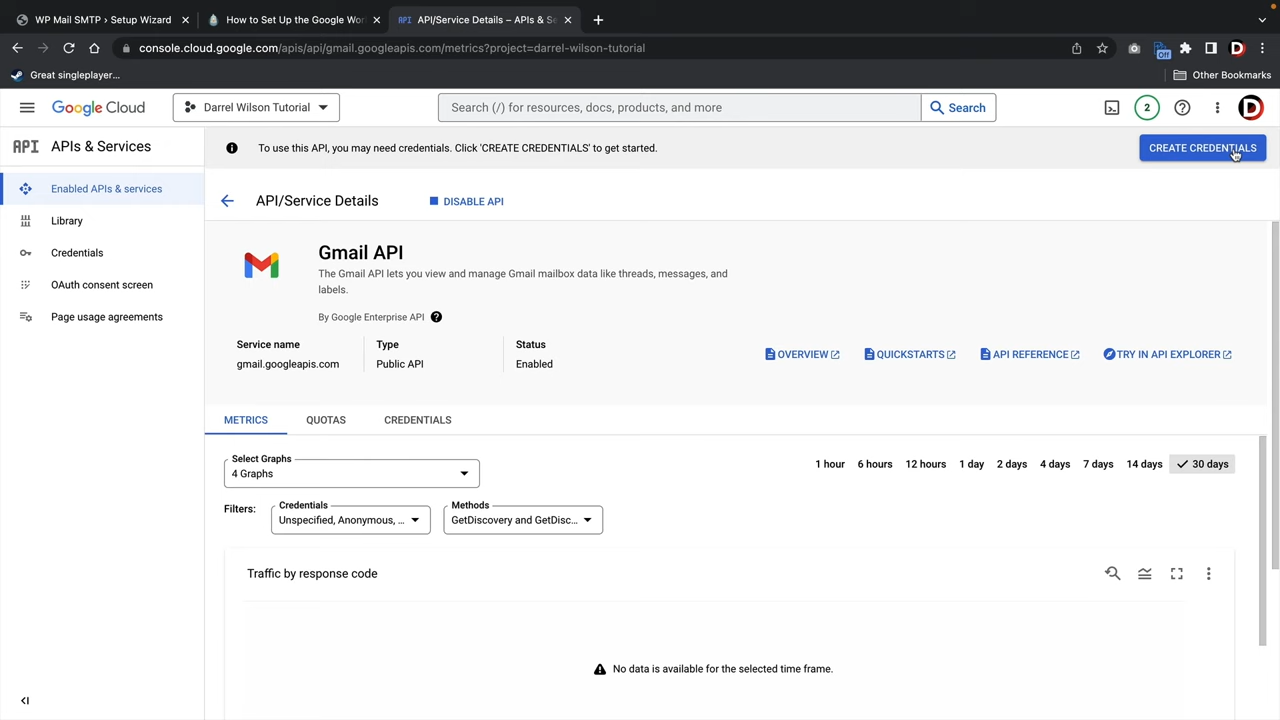 WP Mail SMTP › Setup Wizard
How to Set Up the Google Wor
API/Service Details – APIs & Se
console.cloud.google.com/apis/api/gmail.googleapis.com/metrics?project=darrel-wilson-tutorial
Off
D
Great singleplayer...
Other Bookmarks
Google Cloud
Darrel Wilson Tutorial
Search (/) for resources, docs, products, and more
Search
2
D
API APIs & Services
To use this API, you may need credentials. Click 'CREATE CREDENTIALS' to get started.
CREATE CREDENTIALS
Enabled APIs & services
Library
Credentials
OAuth consent screen
Page usage agreements
API/Service Details
DISABLE API
Gmail API
The Gmail API lets you view and manage Gmail mailbox data like threads, messages, and
labels.
By Google Enterprise API
Service name
gmail.googleapis.com
Type
Public API
Status
Enabled
OVERVIEW
QUICKSTARTS
API REFERENCE
TRY IN API EXPLORER
METRICS
QUOTAS
CREDENTIALS
Select Graphs
4 Graphs
1 hour
6 hours
12 hours
1 day
2 days
4 days
7 days
14 days
30 days
Filters:
Credentials
Unspecified, Anonymous, ...
Methods
GetDiscovery and GetDisc...
Traffic by response code
No data is available for the selected time frame.